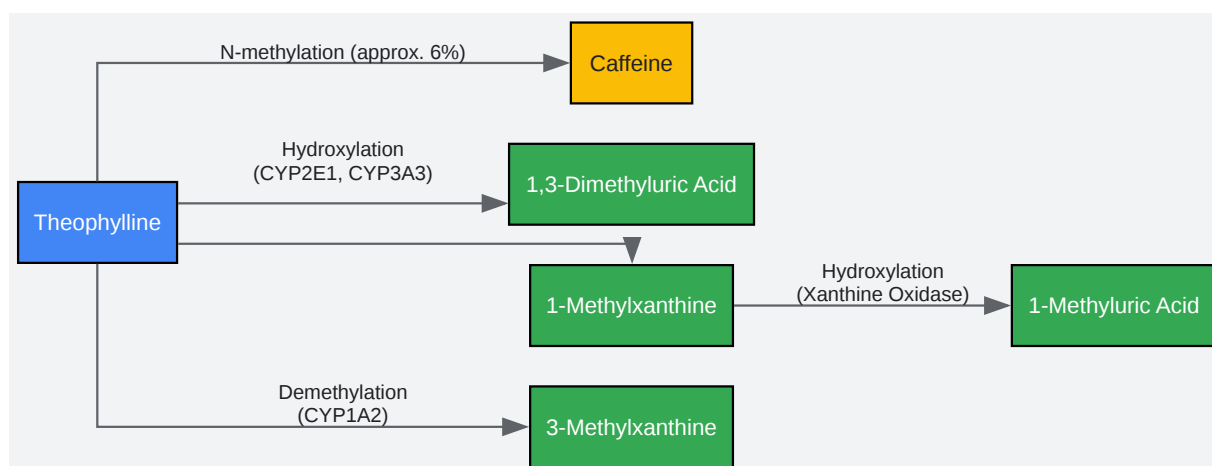 N-methylation (approx. 6%)
Caffeine
Hydroxylation
(CYP2E1, CYP3A3)
1,3-Dimethyluric Acid
Theophylline
1-Methylxanthine
Hydroxylation
(Xanthine Oxidase)
1-Methyluric Acid
Demethylation
(CYP1A2)
3-Methylxanthine